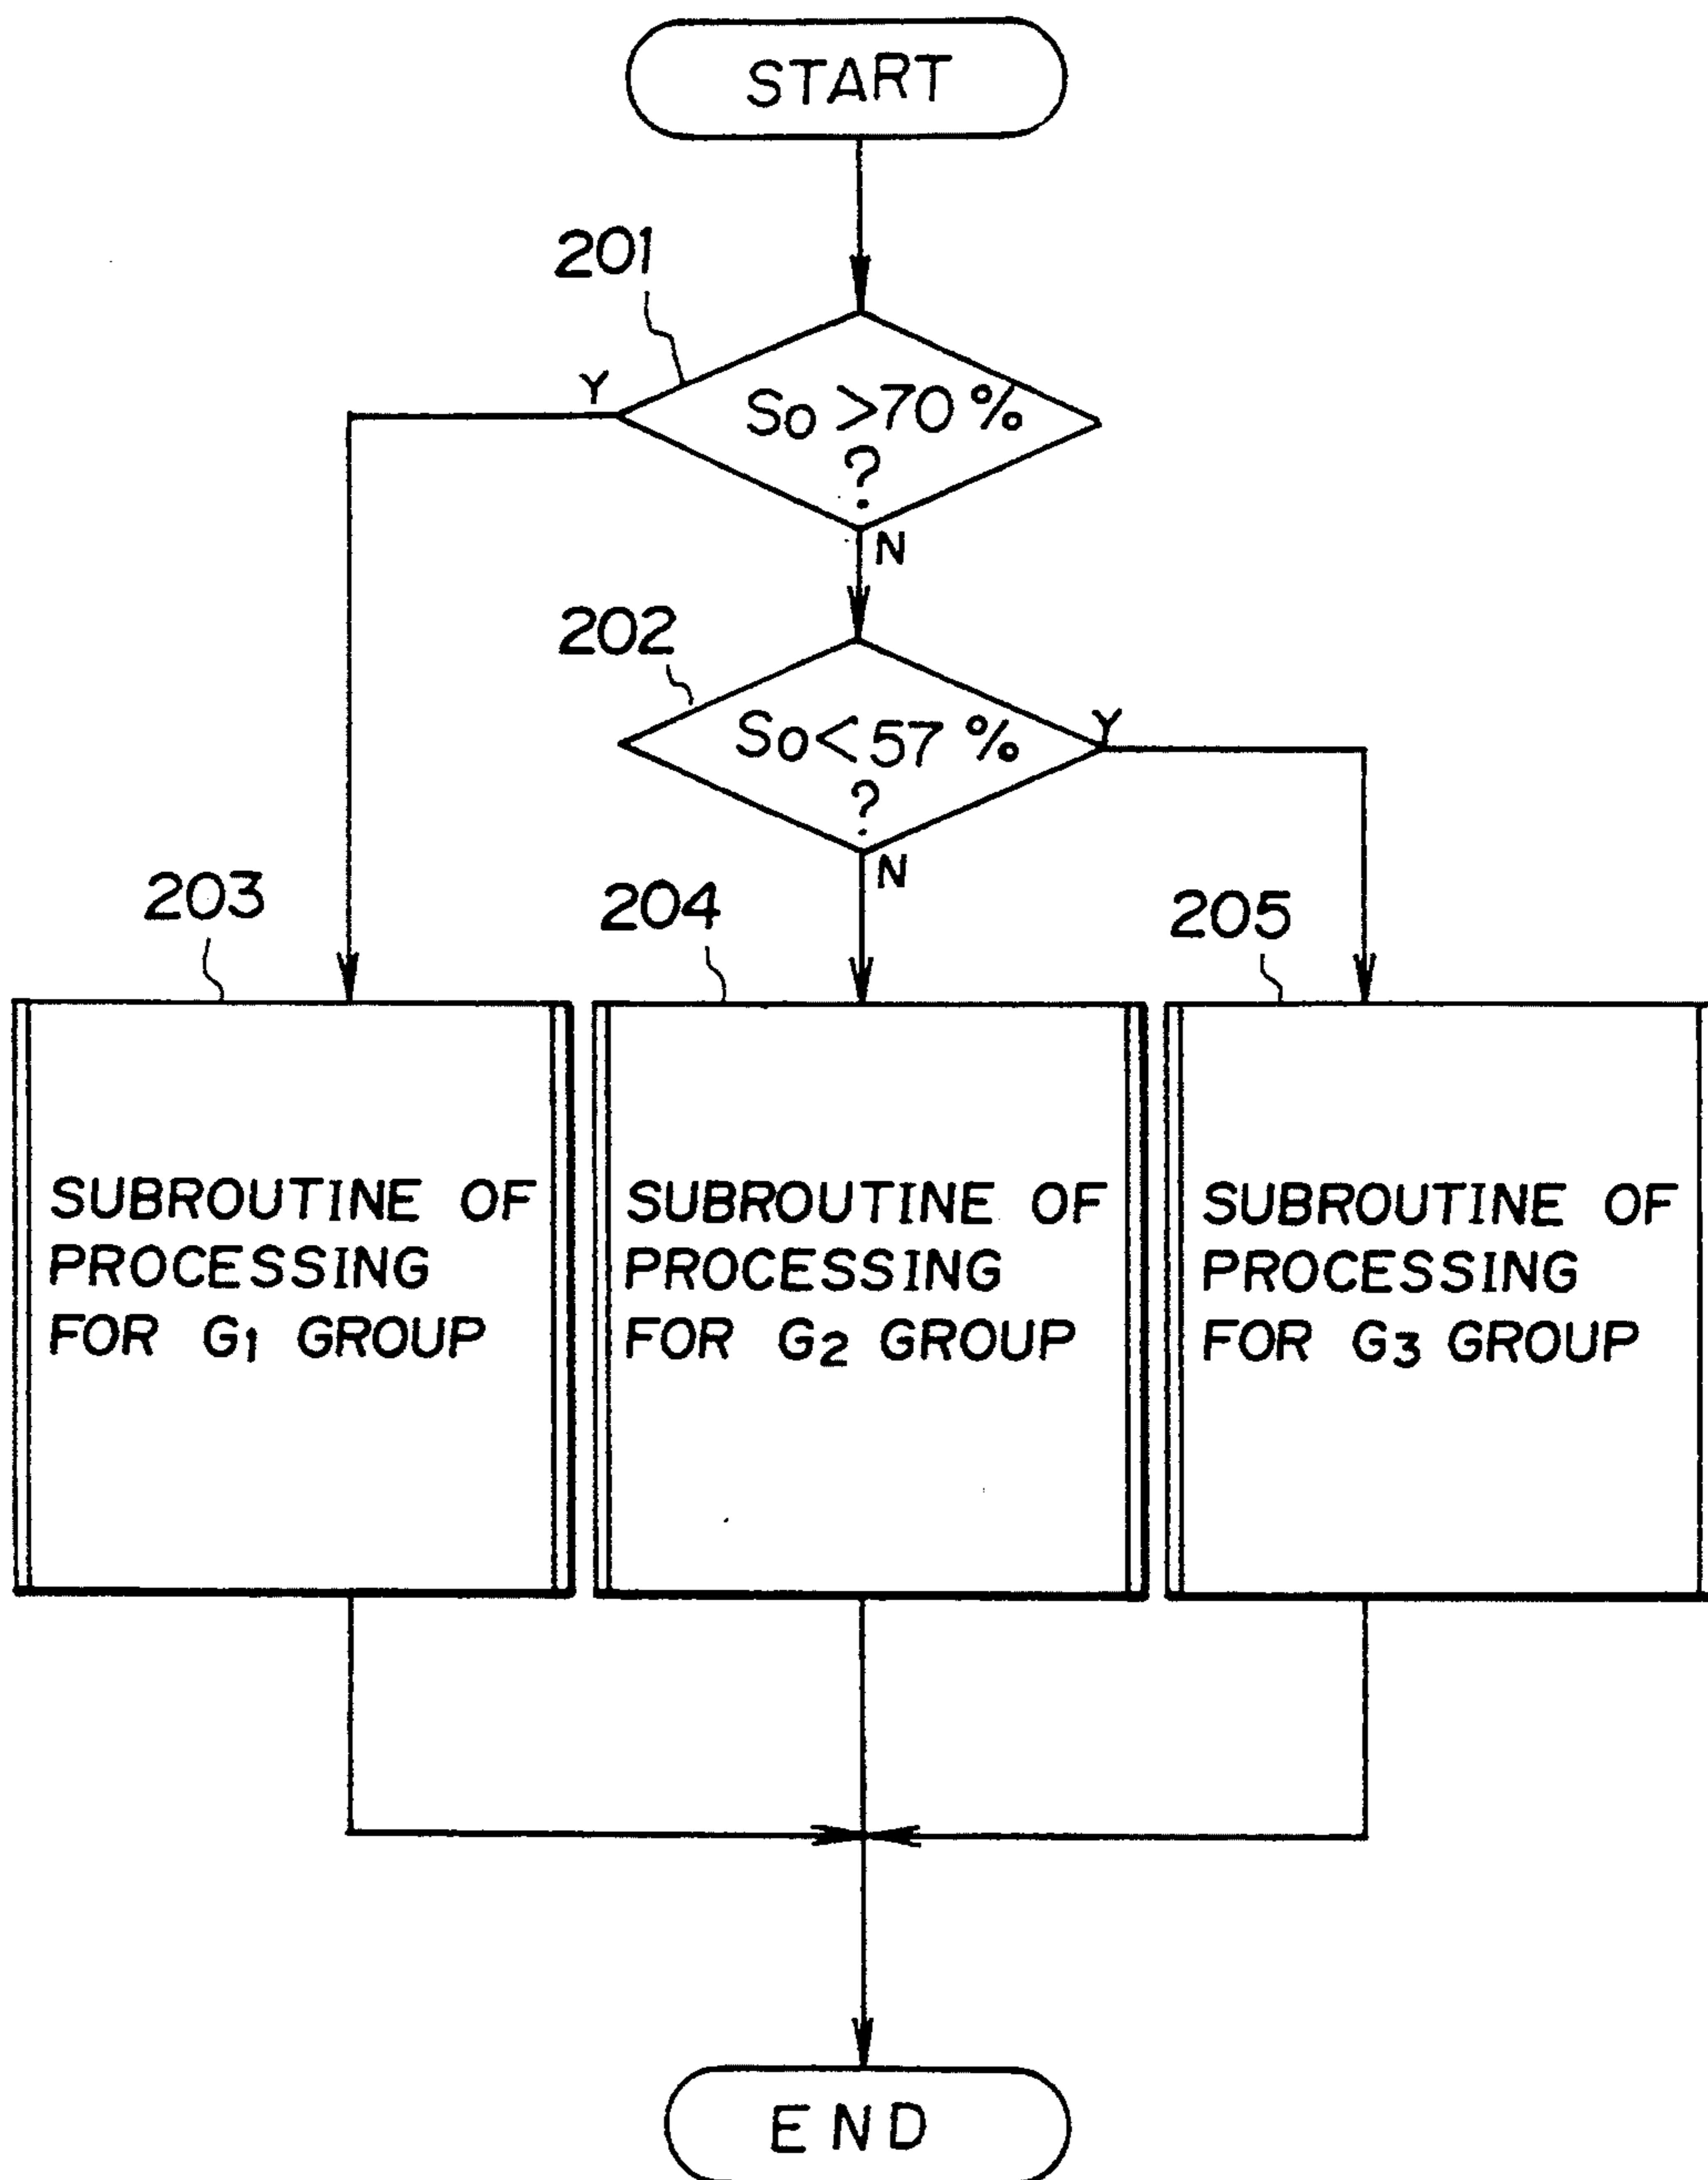 START
201
Y
So >70 %
?
N
202
So < 57 %
Y
?
N
203
204
205
SUBROUTINE OF
PROCESSING
FOR G1 GROUP
SUBROUTINE OF
PROCESSING
FOR G2 GROUP
SUBROUTINE OF
PROCESSING
FOR G3 GROUP
END